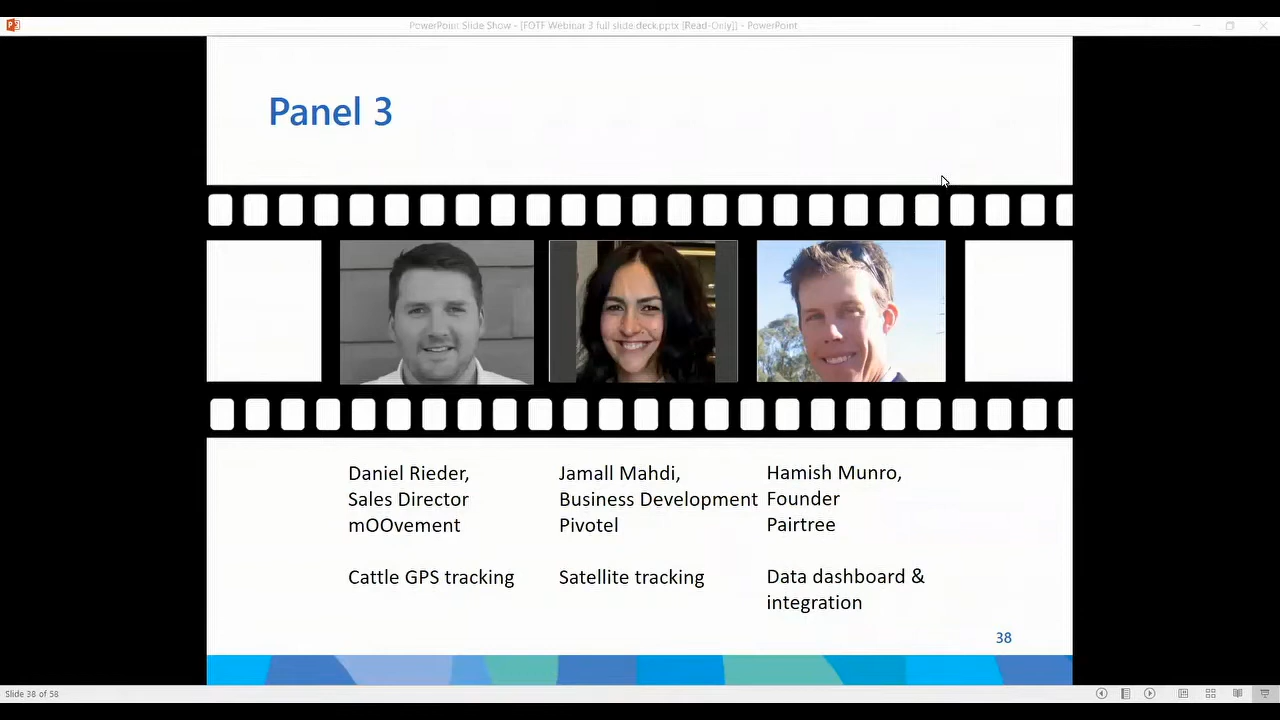 PowerPoint Slide Show - [FOTF Webinar 3 full slide deck.pptx [Read-Only]] - PowerPoint
Panel 3
Daniel Rieder,
Sales Director
mOOvement
Cattle GPS tracking
Jamall Mahdi,
Business Development
Pivotel
Satellite tracking
Hamish Munro,
Founder
Pairtree
Data dashboard &
integration
38
Slide 38 of 58